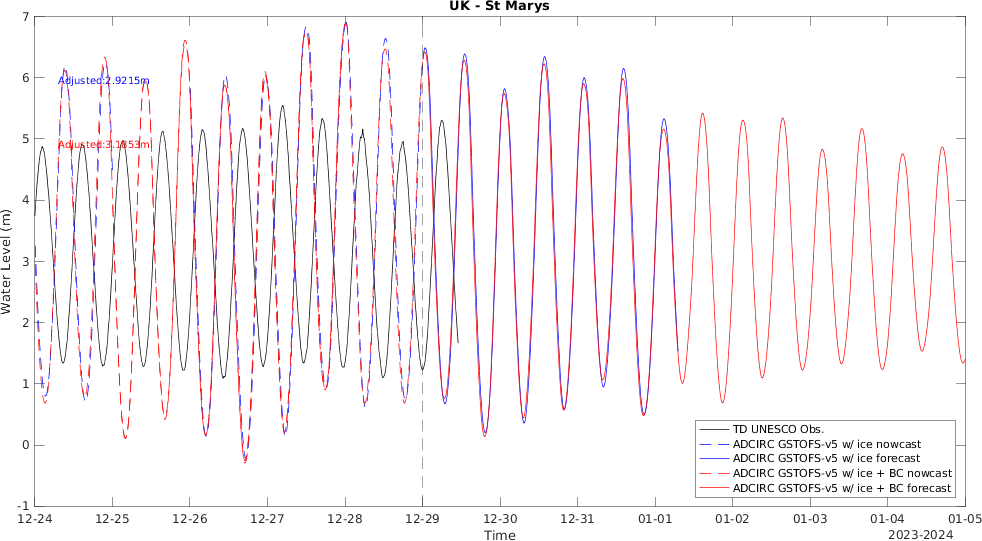 UK - St Marys
7
6
5
4
3
2
1
0
-1
Water Level (m)
Adjusted:2.9215m
Adjusted:3.1353m
12-24
12-25
12-26
12-27
12-28
12-29
12-30
12-31
01-01
01-02
01-03
01-04
01-05
Time
2023-2024
TD UNESCO Obs.
ADCIRC GSTOFS-v5 w/ ice nowcast
ADCIRC GSTOFS-v5 w/ ice forecast
ADCIRC GSTOFS-v5 w/ ice + BC nowcast
ADCIRC GSTOFS-v5 w/ ice + BC forecast